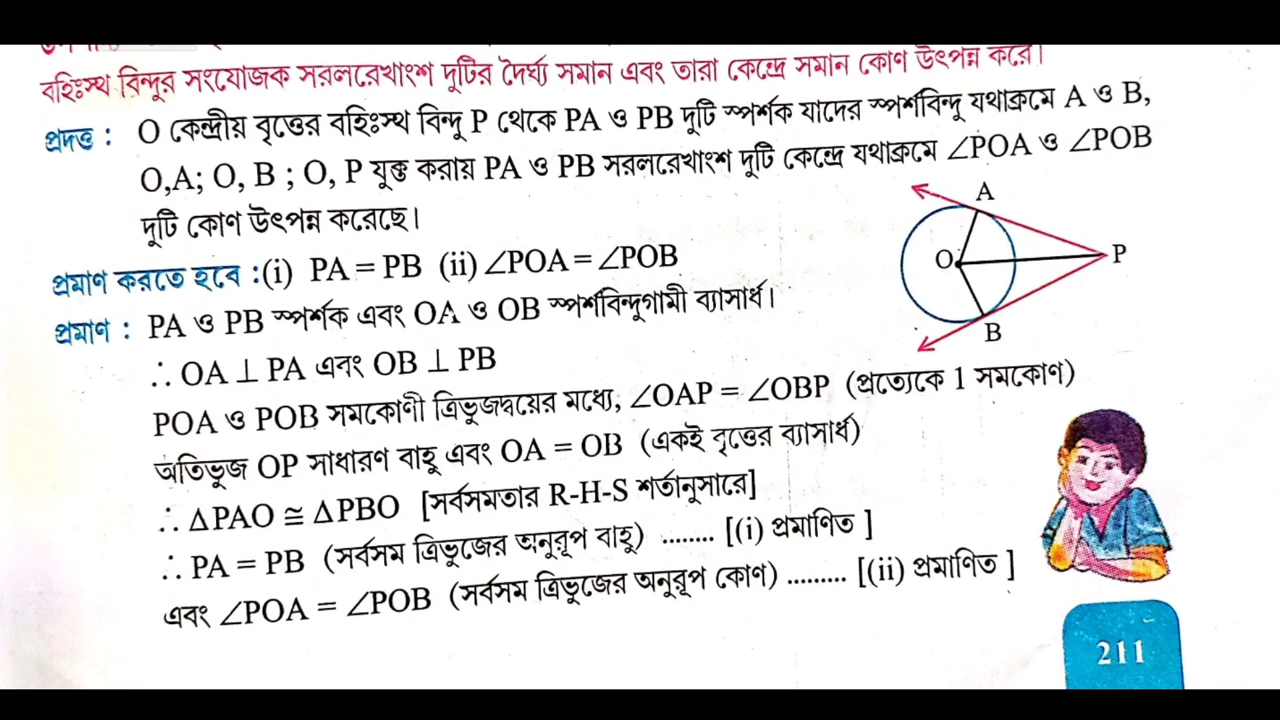 বহিঃস্থ বিন্দুর সংযোজক সরলরেখাংশ দুটির দৈর্ঘ্য সমান এবং তারা কেন্দ্রে সমান কোণ উৎপন্ন করে।
প্রদত্ত : O কেন্দ্রীয় বৃত্তের বহিঃস্থ বিন্দু P থেকে PA ও PB দুটি স্পর্শক যাদের স্পর্শবিন্দু যথাক্রমে A ও B,
O,A; O, B ; O, P যুক্ত করায় PA ও PB সরলরেখাংশ দুটি কেন্দ্রে যথাক্রমে ∠POA ও ∠POB
দুটি কোণ উৎপন্ন করেছে।
প্রমাণ করতে হবে :(i) PA = PB (ii) ∠POA = ∠POB
প্রমাণ : PA ও PB স্পর্শক এবং OA ও OB স্পর্শবিন্দুগামী ব্যাসার্ধ।
∴ OA ⊥ PA এবং OB ⊥ PB
POA ও POB সমকোণী ত্রিভুজদ্বয়ের মধ্যে, ∠OAP = ∠OBP (প্রত্যেকে 1 সমকোণ)
অতিভুজ OP সাধারণ বাহু এবং OA = OB (একই বৃত্তের ব্যাসার্ধ)
∴ ΔPAO ≅ ΔPBO [সর্বসমতার R-H-S শর্তানুসারে]
∴ PA = PB (সর্বসম ত্রিভুজের অনুরূপ বাহু) ........ [(i) প্রমাণিত ]
এবং ∠POA = ∠POB (সর্বসম ত্রিভুজের অনুরূপ কোণ) ......... [(ii) প্রমাণিত ]
A
O
P
B
211